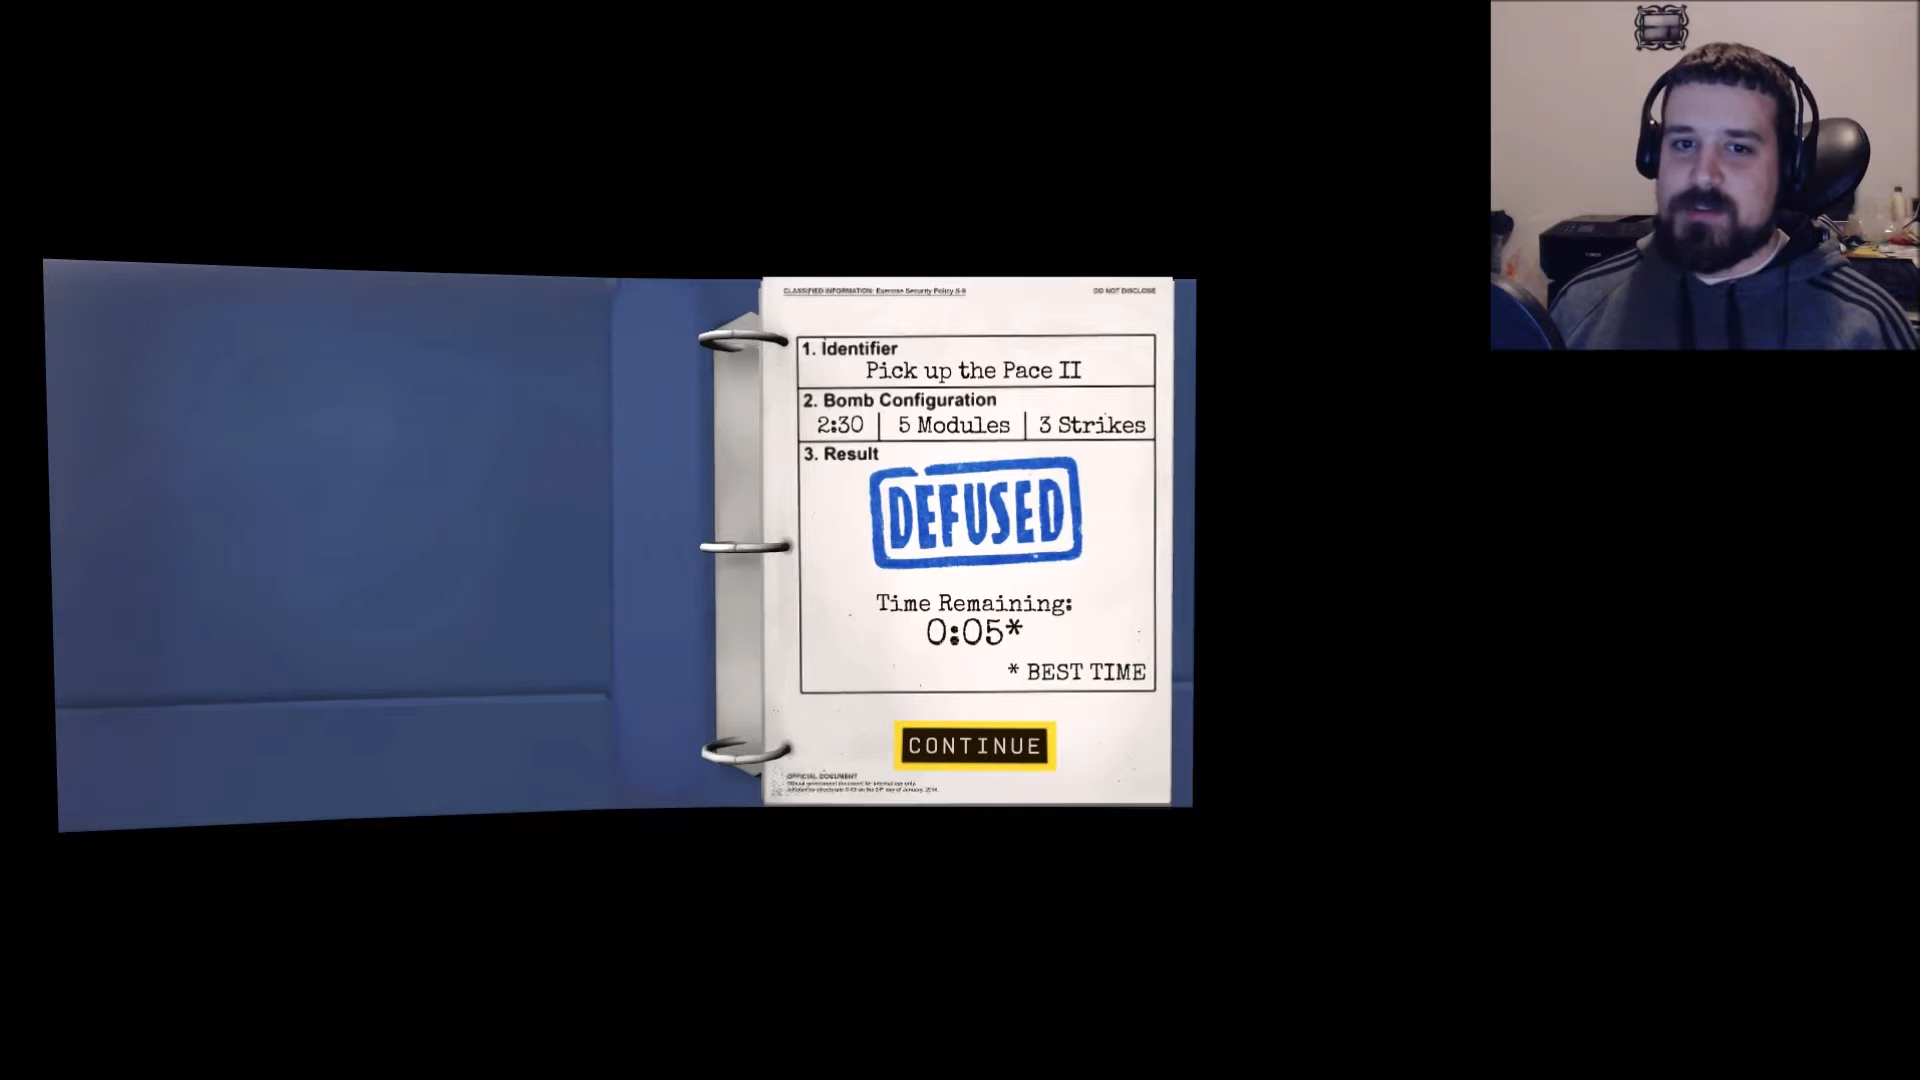 CLASSIFIED INFORMATION: Exercise Security Policy 5-9 DO NOT DISCLOSE
1. Identifier
Pick up the Pace II
2. Bomb Configuration
2:30 5 Modules 3 Strikes
3. Result
DEFUSED
Time Remaining:
0:05*
* BEST TIME
CONTINUE
OFFICIAL DOCUMENT